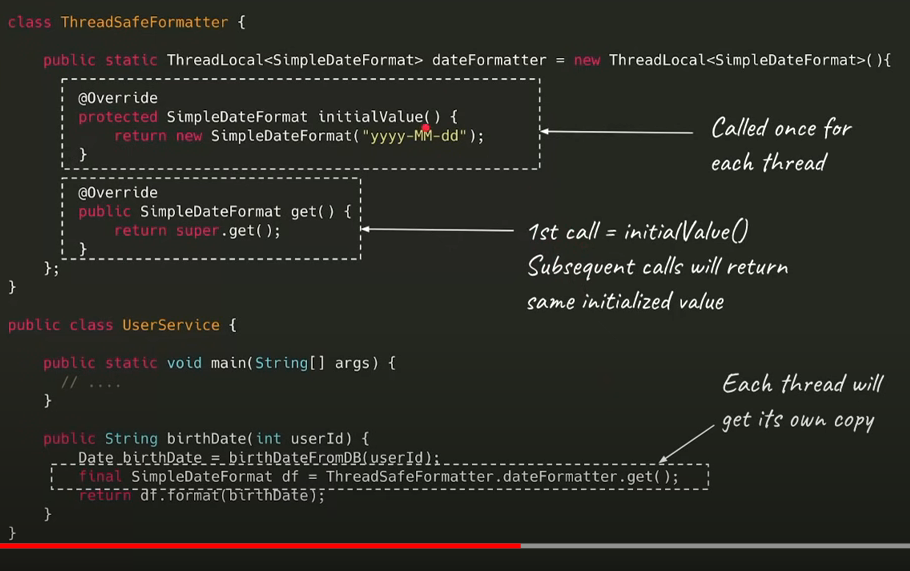 class ThreadSafeFormatter {
public static ThreadLocal<SimpleDateFormat> dateFormatter = new ThreadLocal<SimpleDateFormat>(){
@Override
protected SimpleDateFormat initialValue() {
return new SimpleDateFormat("yyyy-MM-dd");
}
Called once for
each thread
@Override
public SimpleDateFormat get() {
return super.get();
}
1st call = initialValue()
Subsequent calls will return
same initialized value
};
}
public class UserService {
public static void main(String[] args) {
// ....
}
Each thread will
get its own copy
public String birthDate(int userId) {
Date birthDate = birthDateFromDB(userId);
final SimpleDateFormat df = ThreadSafeFormatter.dateFormatter.get();
return df.format(birthDate);
}
}